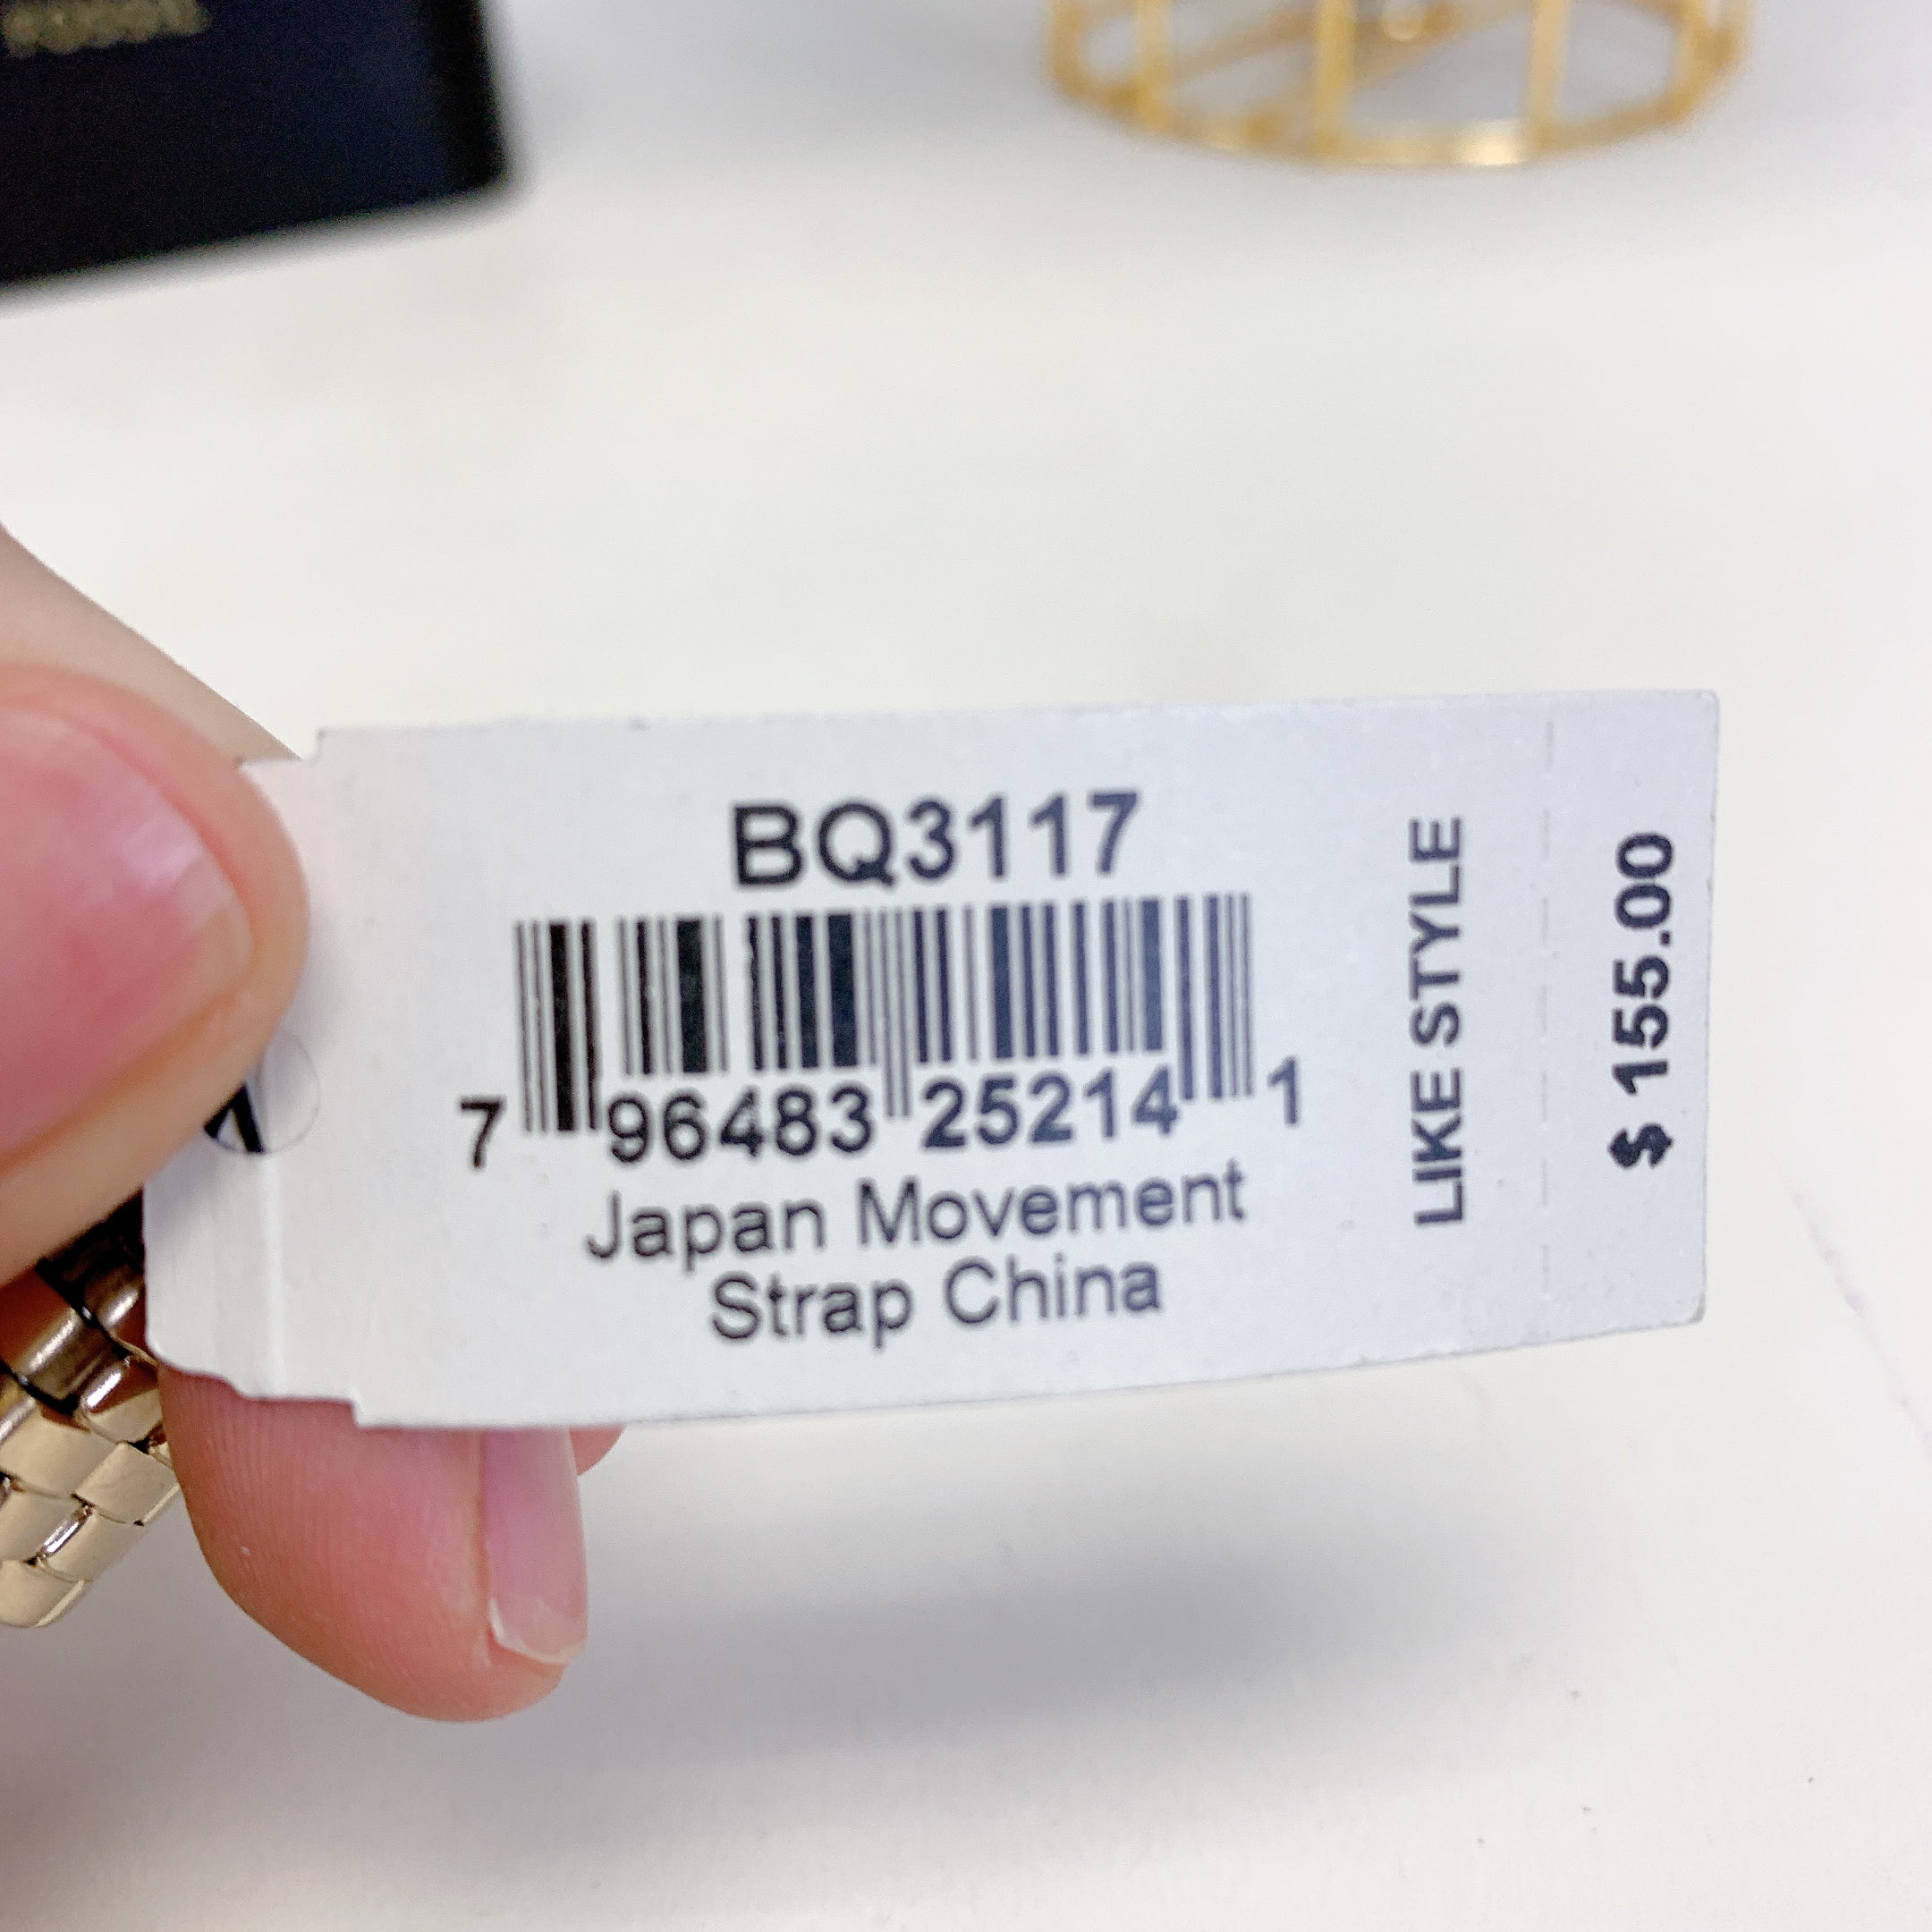 BQ3117
7 96483 25214 1
Japan Movement
Strap China
LIKE STYLE
$ 155.00